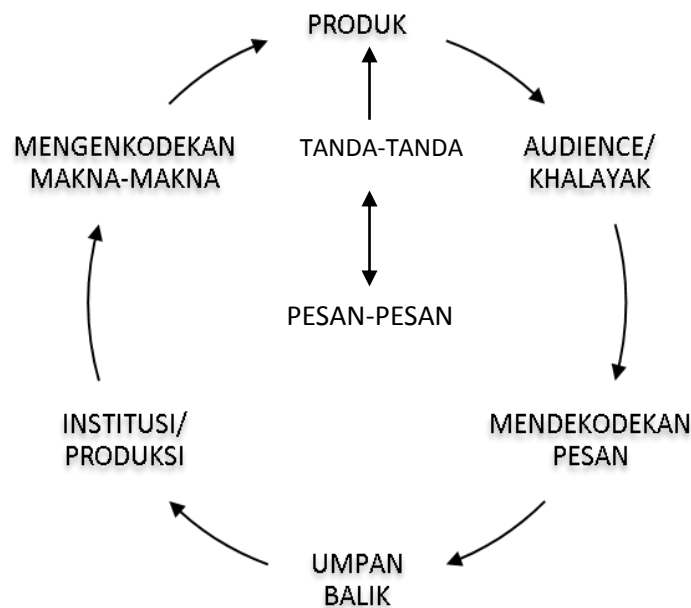 PRODUK
MENGENKODEKAN
MAKNA-MAKNA
TANDA-TANDA
AUDIENCE/
KHALAYAK
PESAN-PESAN
INSTITUSI/
PRODUKSI
MENDEKODEKAN
PESAN
UMPAN
BALIK